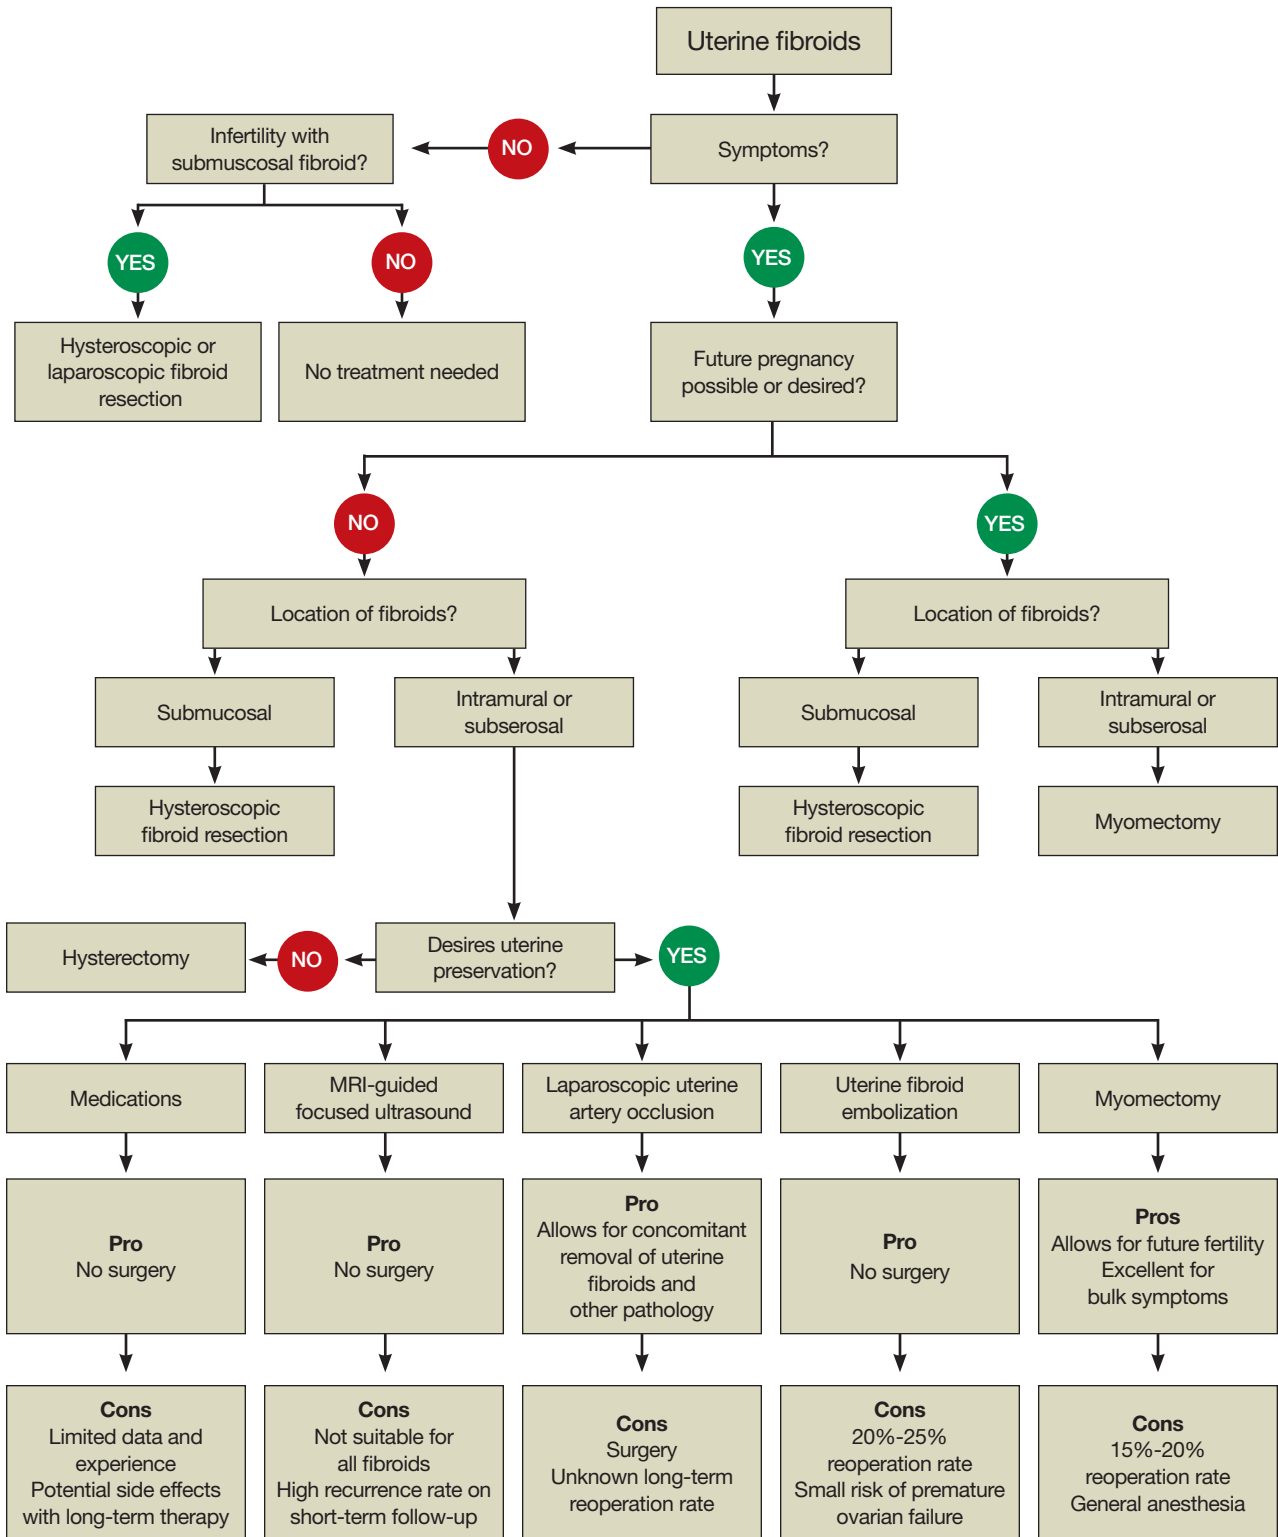 Uterine fibroids
Infertility with
submuscosal fibroid?
NO
Symptoms?
YES
NO
YES
Hysteroscopic or
laparoscopic fibroid
resection
No treatment needed
Future pregnancy
possible or desired?
NO
YES
Location of fibroids?
Location of fibroids?
Submucosal
Intramural or
subserosal
Submucosal
Intramural or
subserosal
Hysteroscopic
fibroid resection
Hysteroscopic
fibroid resection
Myomectomy
Hysterectomy
NO
Desires uterine
preservation?
YES
Medications
MRI-guided
focused ultrasound
Laparoscopic uterine
artery occlusion
Uterine fibroid
embolization
Myomectomy
Pro
No surgery
Pro
No surgery
Pro
Allows for concomitant
removal of uterine
fibroids and
other pathology
Pro
No surgery
Pros
Allows for future fertility
Excellent for
bulk symptoms
Cons
Limited data and
experience
Potential side effects
with long-term therapy
Cons
Not suitable for
all fibroids
High recurrence rate on
short-term follow-up
Cons
Surgery
Unknown long-term
reoperation rate
Cons
20%-25%
reoperation rate
Small risk of premature
ovarian failure
Cons
15%-20%
reoperation rate
General anesthesia